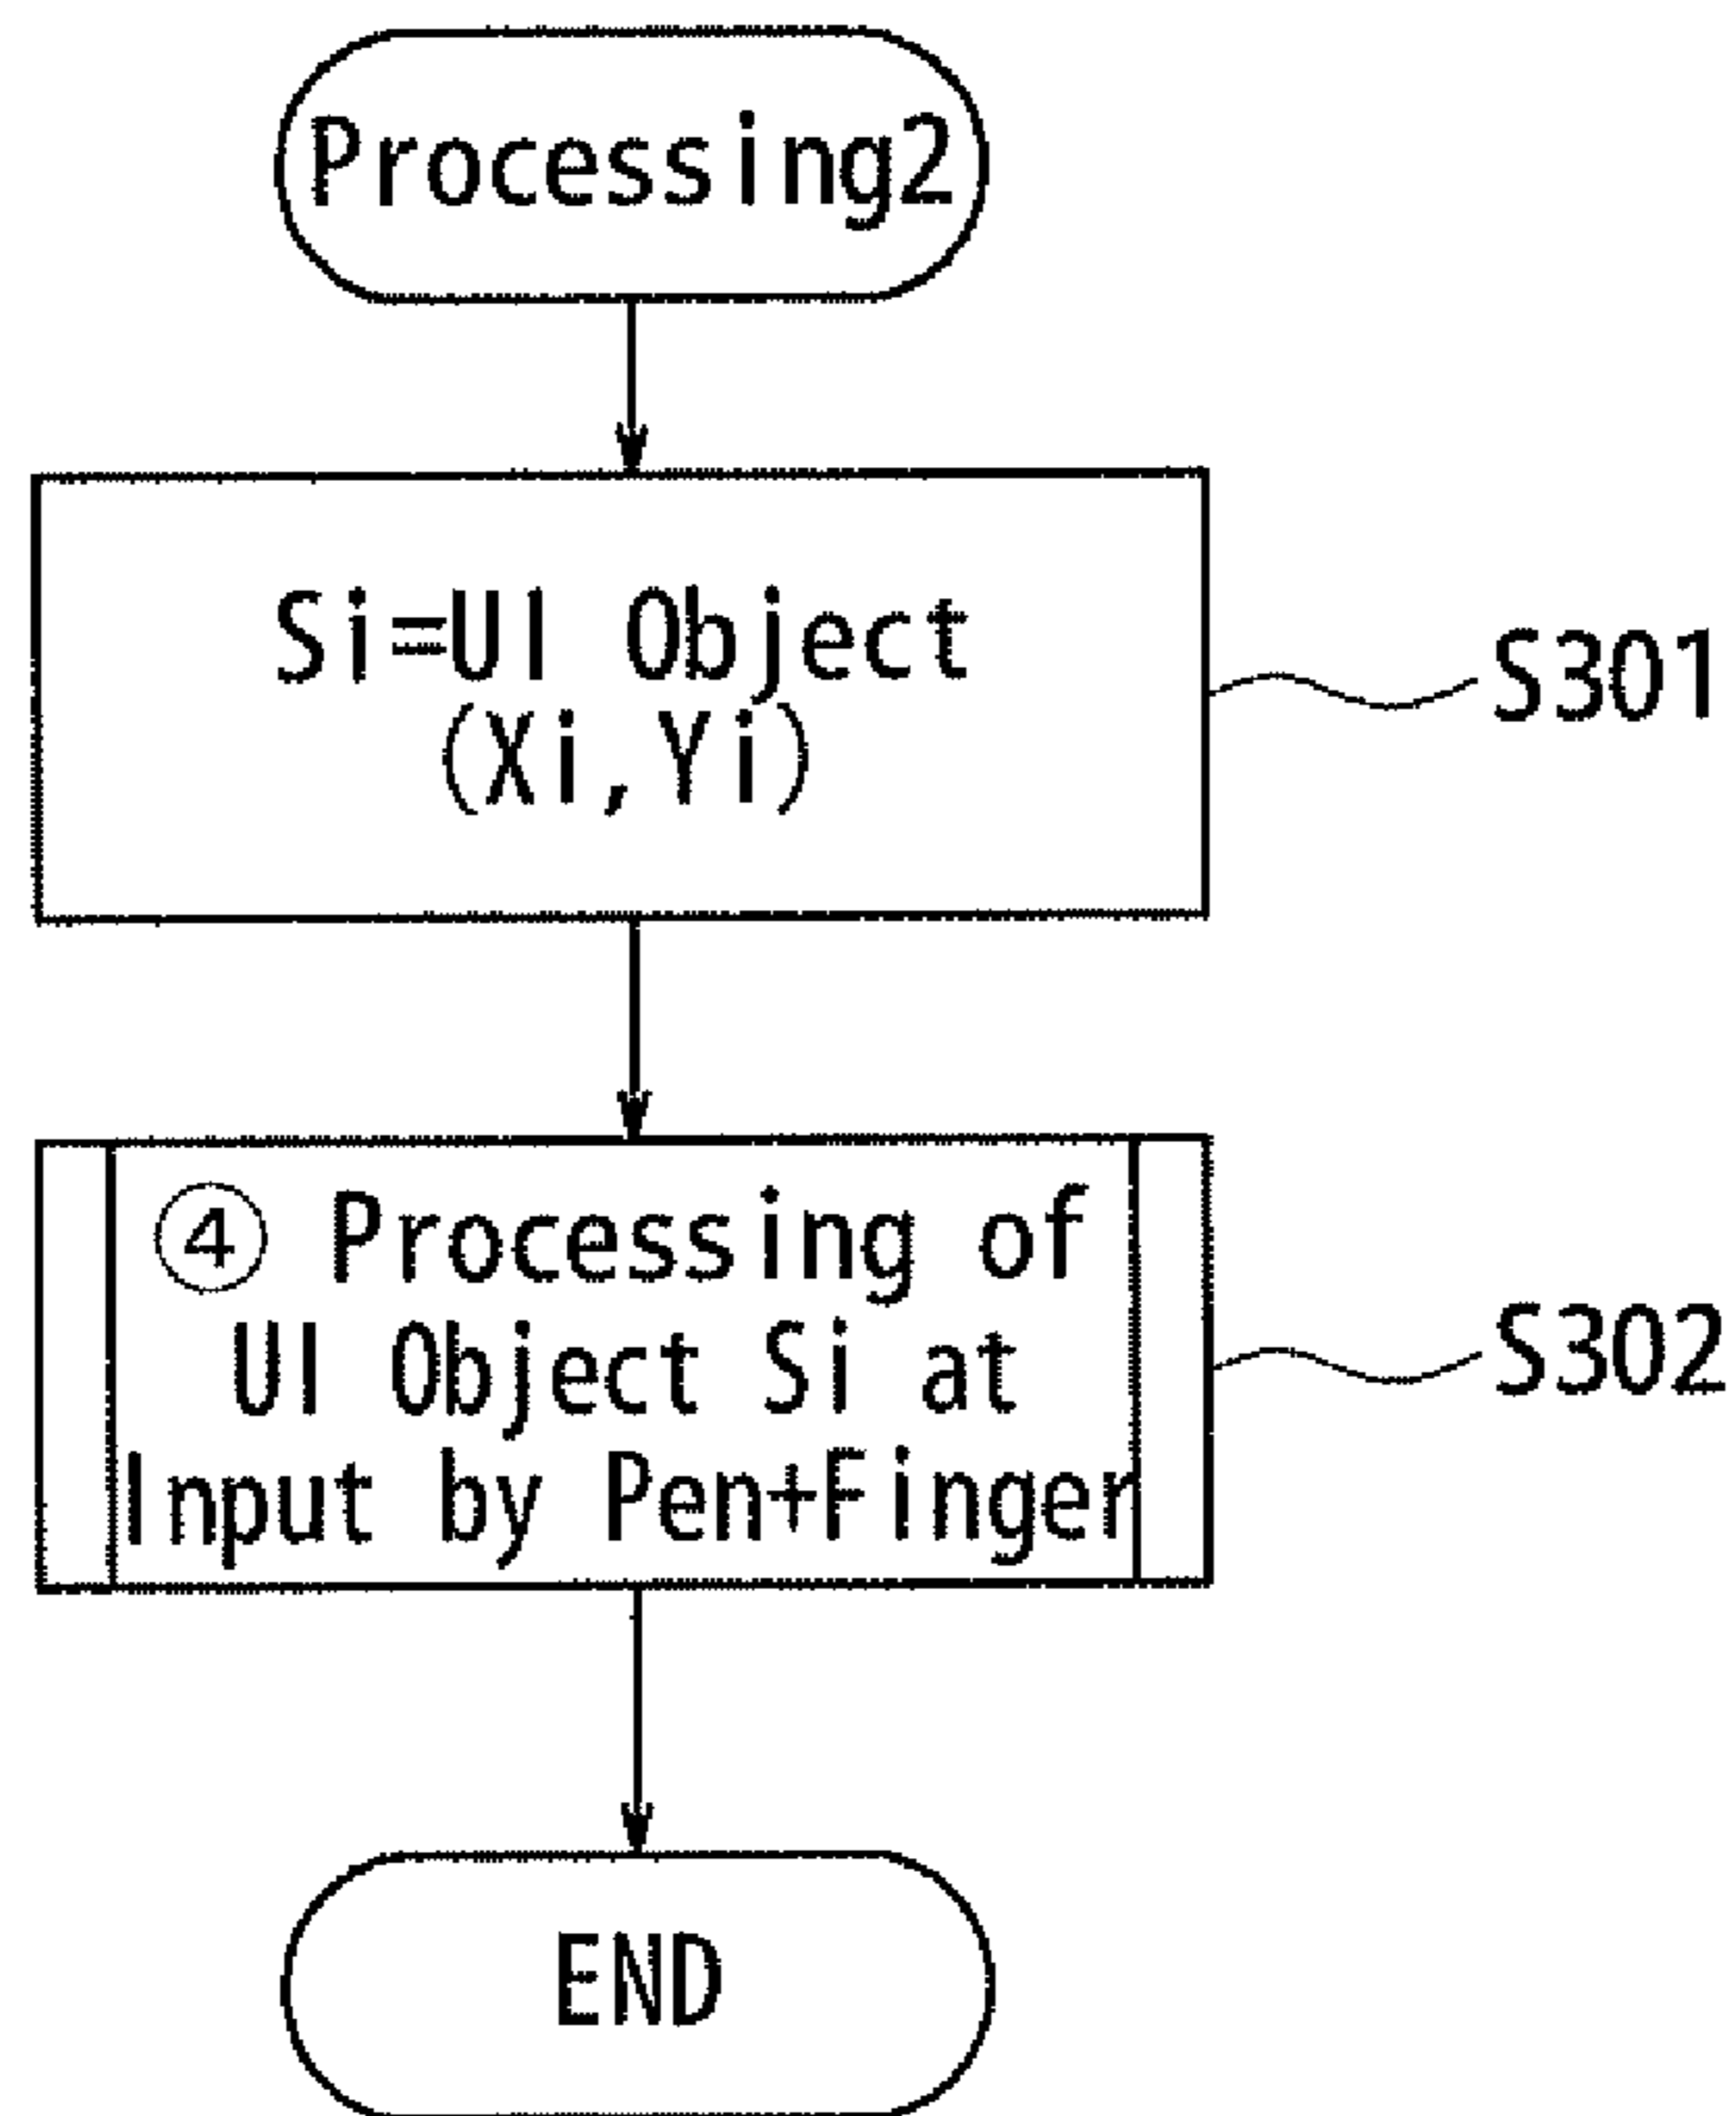 Processing2
Si=UI Object
(Xi,Yi)
S301
④ Processing of
UI Object Si at
Input by Pen+Finger
S302
END